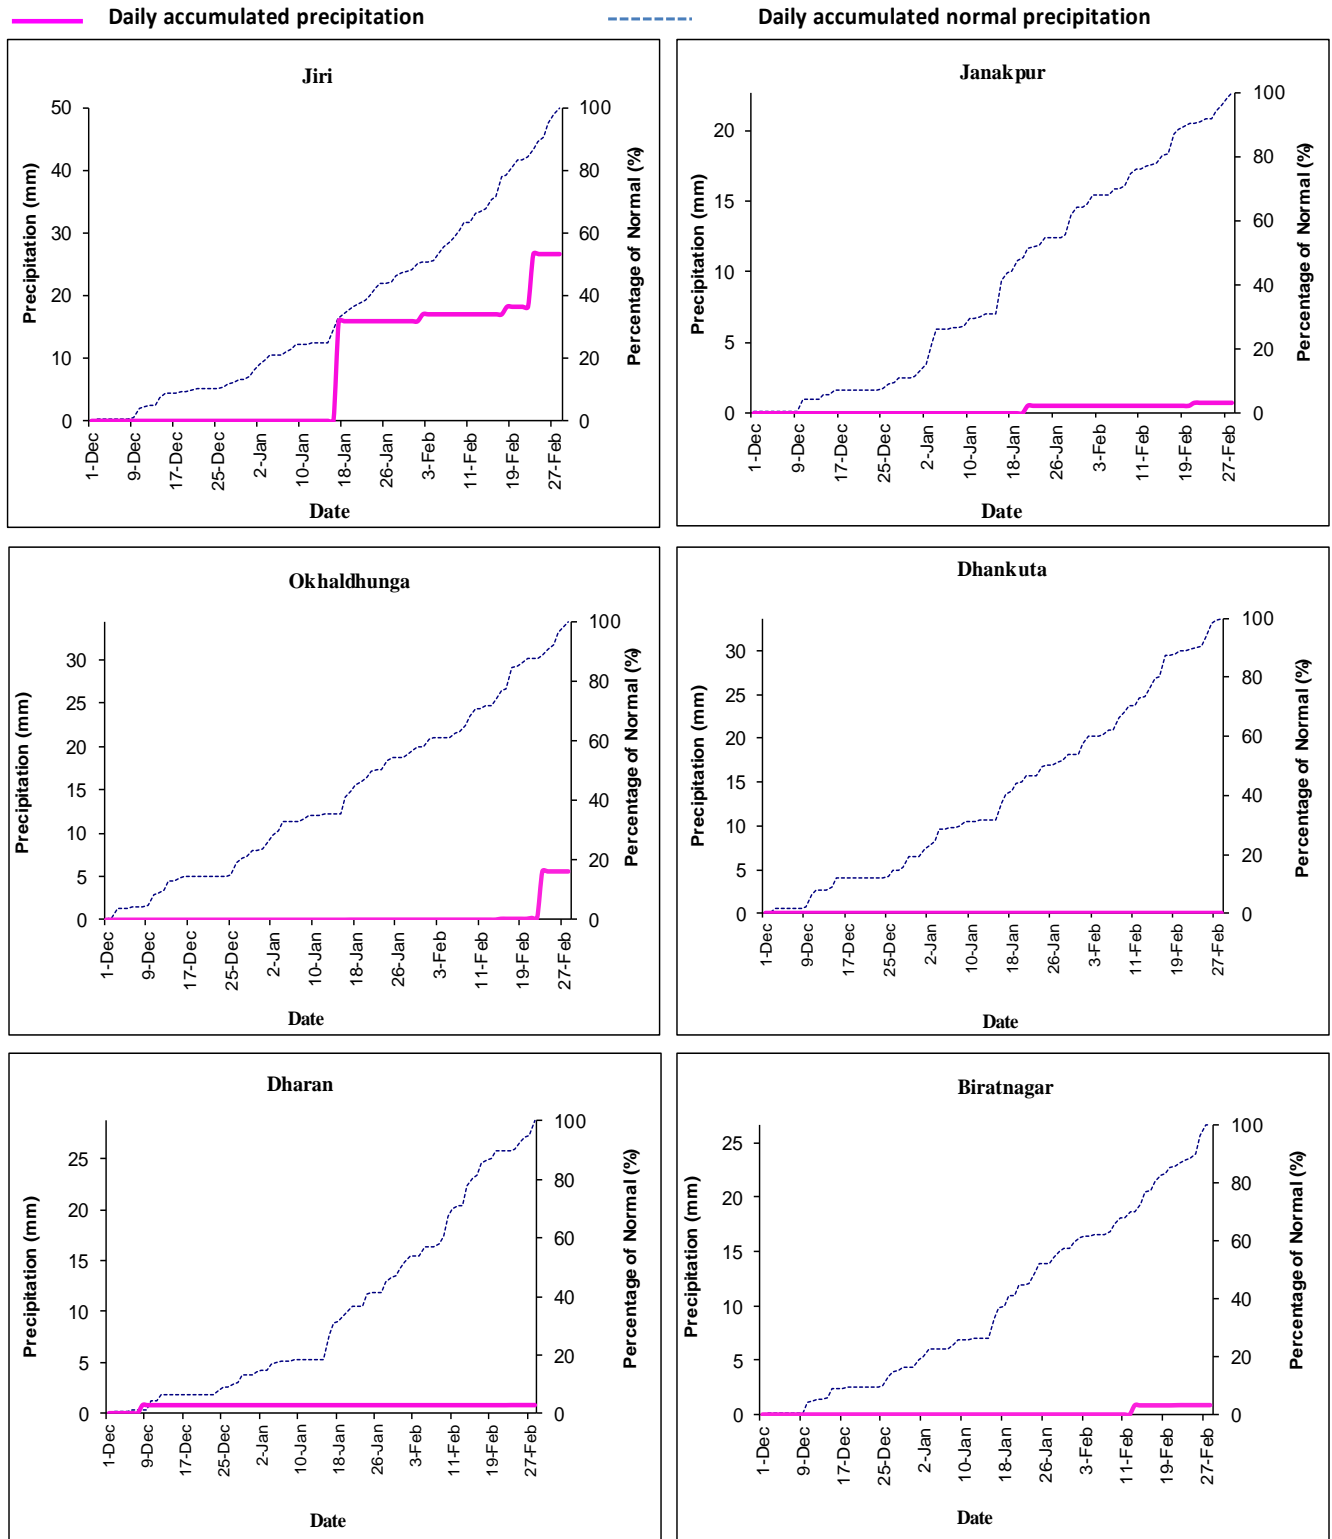 Daily accumulated precipitation Daily accumulated normal precipitation
Jiri
Precipitation (mm)
50
40
30
20
10
0
100
80
60
40
20
0
Percentage of Normal (%)
1-Dec 9-Dec 17-Dec 25-Dec 2-Jan 10-Jan 18-Jan 26-Jan 3-Feb 11-Feb 19-Feb 27-Feb
Date
Janakpur
Precipitation (mm)
20
15
10
5
0
100
80
60
40
20
0
Percentage of Normal (%)
1-Dec 9-Dec 17-Dec 25-Dec 2-Jan 10-Jan 18-Jan 26-Jan 3-Feb 11-Feb 19-Feb 27-Feb
Date
Okhaldhunga
Precipitation (mm)
30
25
20
15
10
5
0
100
80
60
40
20
0
Percentage of Normal (%)
1-Dec 9-Dec 17-Dec 25-Dec 2-Jan 10-Jan 18-Jan 26-Jan 3-Feb 11-Feb 19-Feb 27-Feb
Date
Dhankuta
Precipitation (mm)
30
25
20
15
10
5
0
100
80
60
40
20
0
Percentage of Normal (%)
1-Dec 9-Dec 17-Dec 25-Dec 2-Jan 10-Jan 18-Jan 26-Jan 3-Feb 11-Feb 19-Feb 27-Feb
Date
Dharan
Precipitation (mm)
25
20
15
10
5
0
100
80
60
40
20
0
Percentage of Normal (%)
1-Dec 9-Dec 17-Dec 25-Dec 2-Jan 10-Jan 18-Jan 26-Jan 3-Feb 11-Feb 19-Feb 27-Feb
Date
Biratnagar
Precipitation (mm)
25
20
15
10
5
0
100
80
60
40
20
0
Percentage of Normal (%)
1-Dec 9-Dec 17-Dec 25-Dec 2-Jan 10-Jan 18-Jan 26-Jan 3-Feb 11-Feb 19-Feb 27-Feb
Date